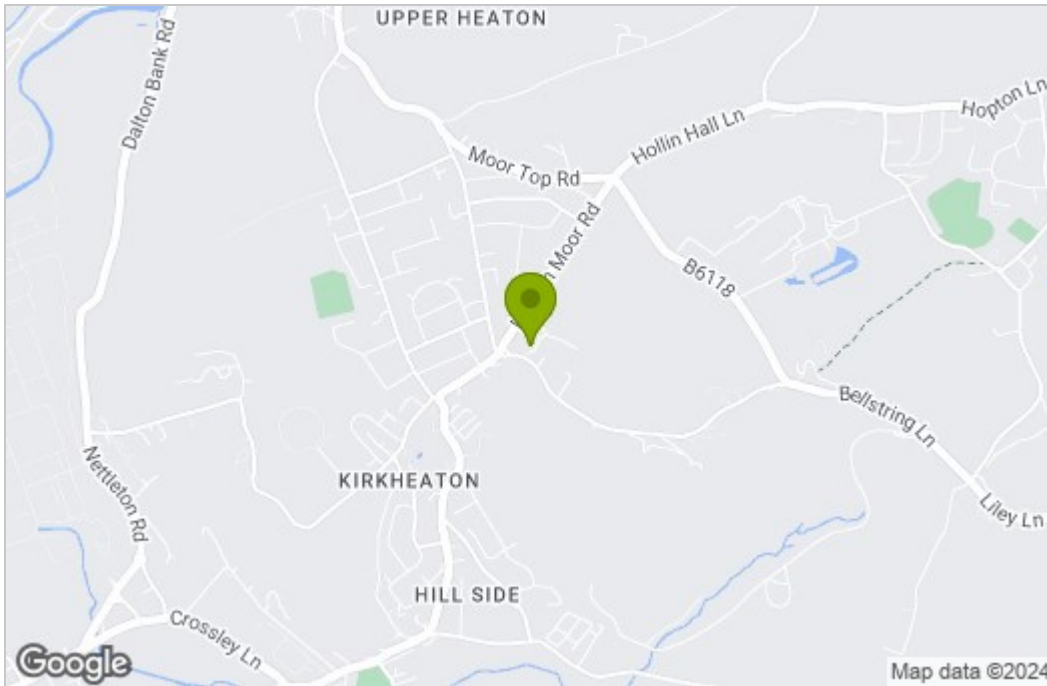 UPPER HEATON
Dalton Bank Rd
Hopton Ln
Hollin Hall Ln
Moor Top Rd
Moor Rd
B6118
Bellstring Ln
KIRKHEATON
Nettleton Rd
Liley Ln
HILL SIDE
Crossley Ln
Google
Map data ©2024